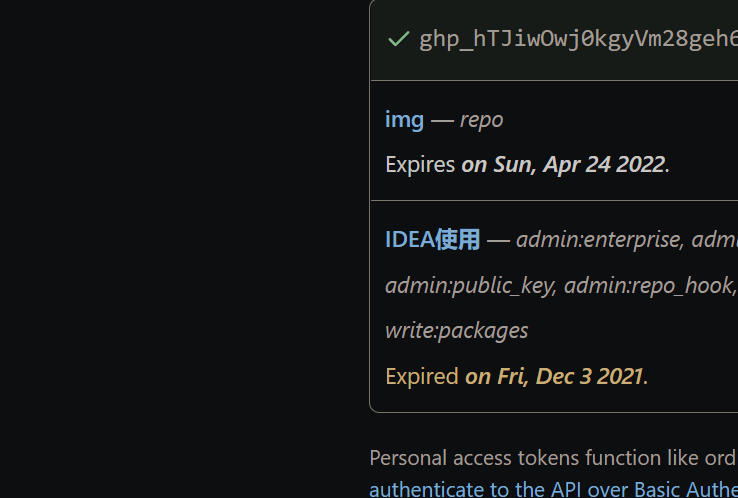 ✓ ghp_hTJiwOwj0kgyVm28geh6
img — repo
Expires on Sun, Apr 24 2022.
IDEA使用 — admin:enterprise, adm
admin:public_key, admin:repo_hook,
write:packages
Expired on Fri, Dec 3 2021.
Personal access tokens function like ord
authenticate to the API over Basic Authe